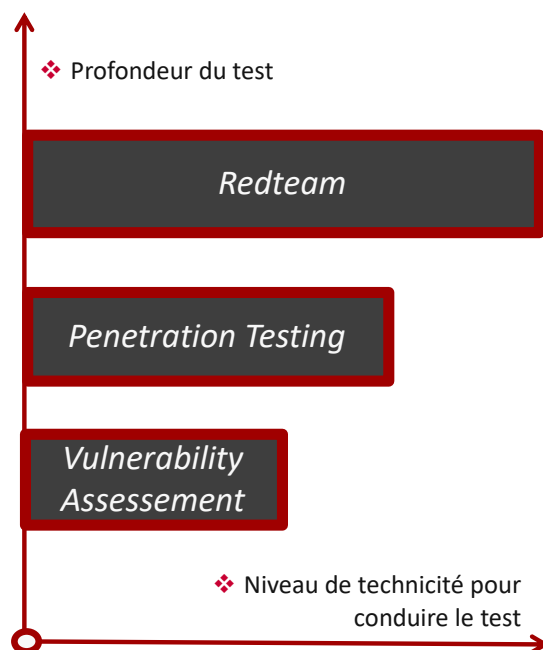 ❖ Profondeur du test
Redteam
Penetration Testing
Vulnerability
Assessement
❖ Niveau de technicité pour
conduire le test